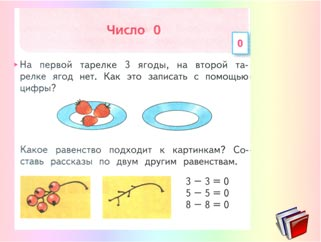 Число 0
0
На первой тарелке 3 ягоды, на второй та-
релке ягод нет. Как это записать с помощью
цифры?
Какое равенство подходит к картинкам? Со-
ставь рассказы по двум другим равенствам.
3 − 3 = 0
5 − 5 = 0
8 − 8 = 0